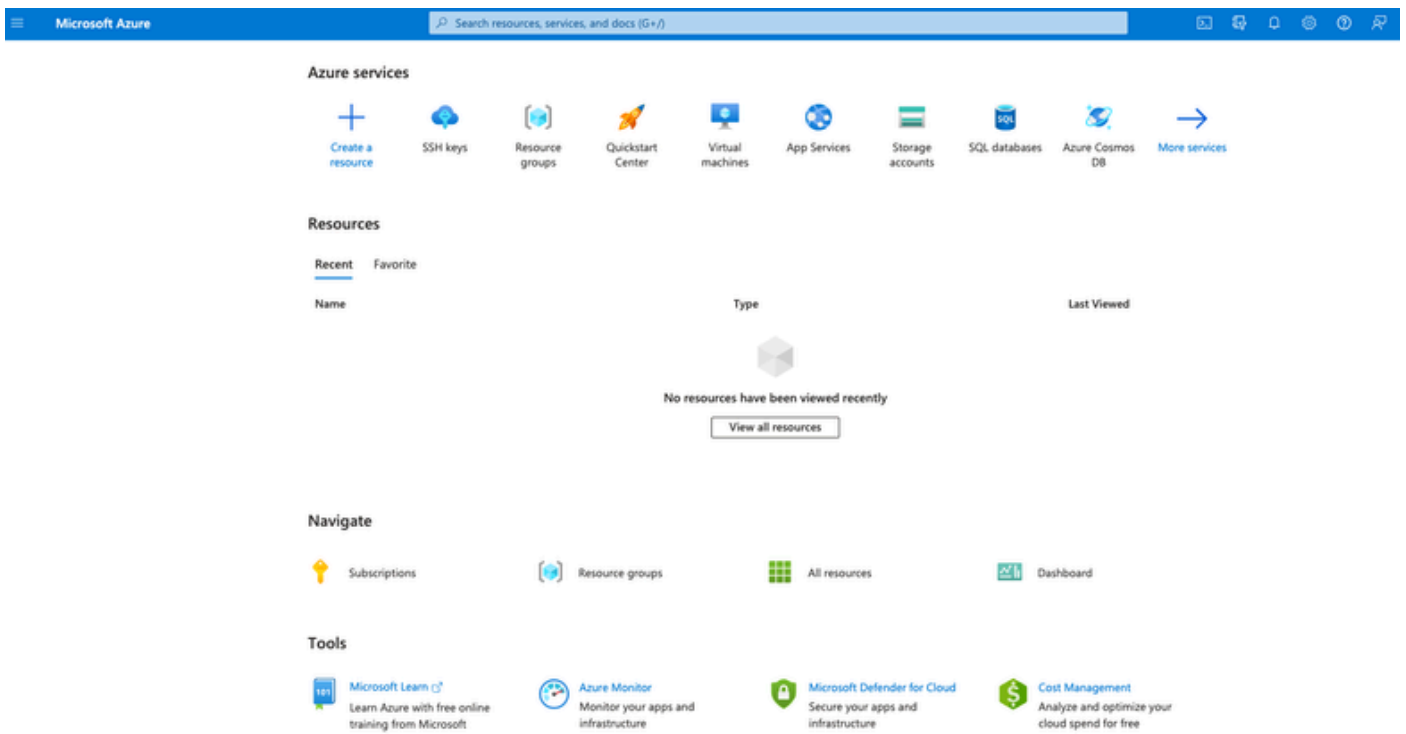 Microsoft Azure
Search resources, services, and docs (G+/)
Azure services
Create a
resource
SSH keys
Resource
groups
Quickstart
Center
Virtual
machines
App Services
Storage
accounts
SQL
SQL databases
Azure Cosmos
DB
More services
Resources
Recent
Favorite
Name
Type
Last Viewed
No resources have been viewed recently
View all resources
Navigate
Subscriptions
Resource groups
All resources
Dashboard
Tools
101
Microsoft Learn
Learn Azure with free online
training from Microsoft
Azure Monitor
Monitor your apps and
infrastructure
Microsoft Defender for Cloud
Secure your apps and
infrastructure
Cost Management
Analyze and optimize your
cloud spend for free